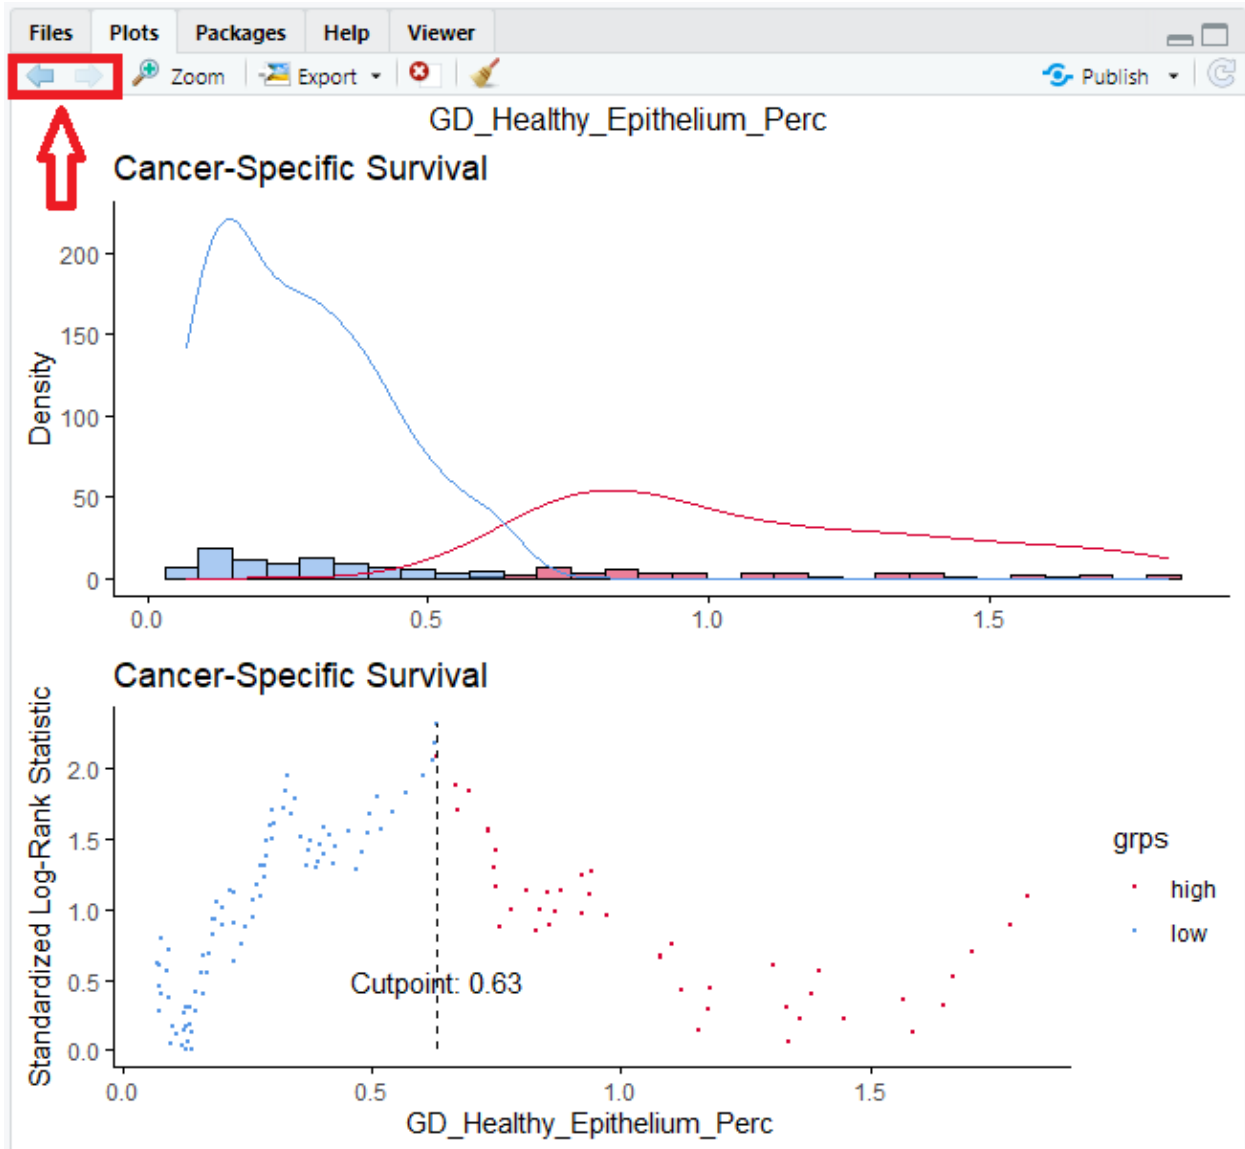 Files Plots Packages Help Viewer
Zoom Export Publish
GD_Healthy_Epithelium_Perc
Cancer-Specific Survival
Density
200
150
100
50
0
0.0 0.5 1.0 1.5
Cancer-Specific Survival
Standardized Log-Rank Statistic
2.0
1.5
1.0
0.5
0.0
Cutpoint: 0.63
grps
high
low
0.0 0.5 1.0 1.5
GD_Healthy_Epithelium_Perc